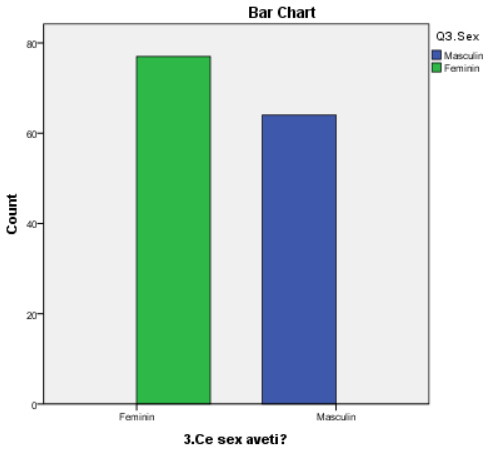 Bar Chart
Q3.Sex
Masculin
Feminin
80
60
40
20
0
Count
Feminin
Masculin
3.Ce sex aveti?